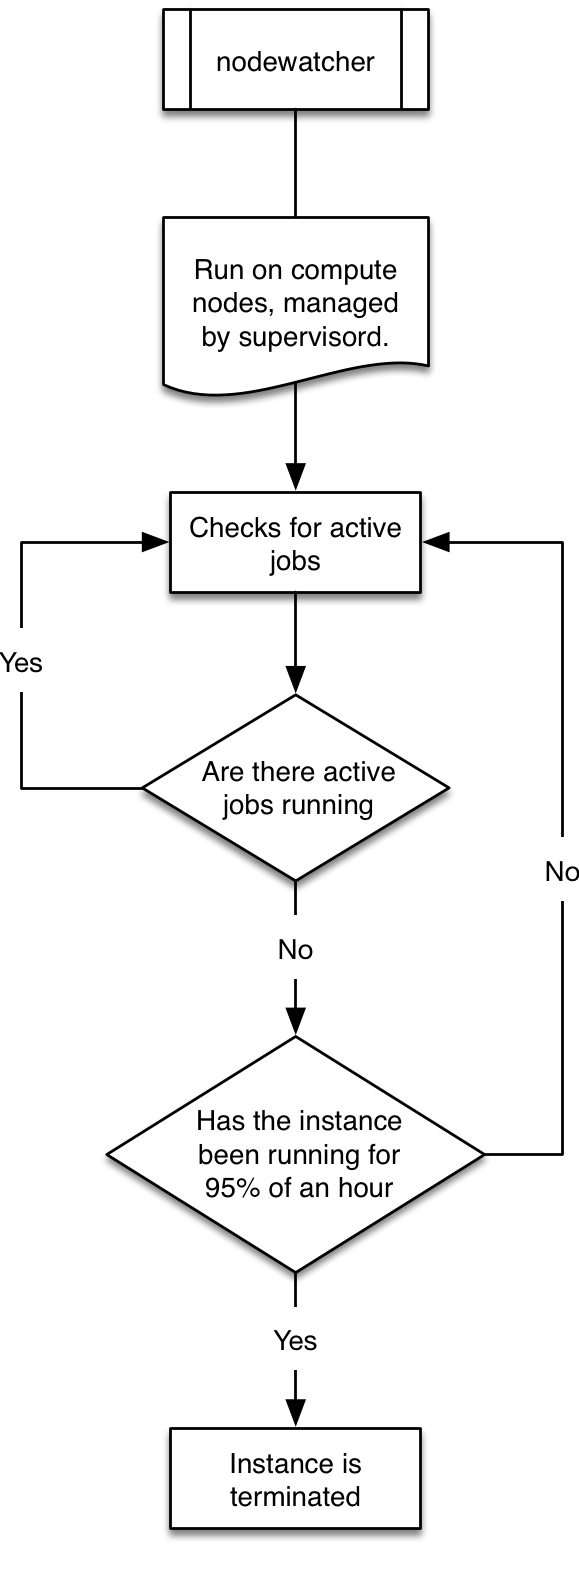 nodewatcher
Run on compute
nodes, managed
by supervisord.
Checks for active
jobs
Yes
Are there active
jobs running
No
No
Has the instance
been running for
95% of an hour
Yes
Instance is
terminated